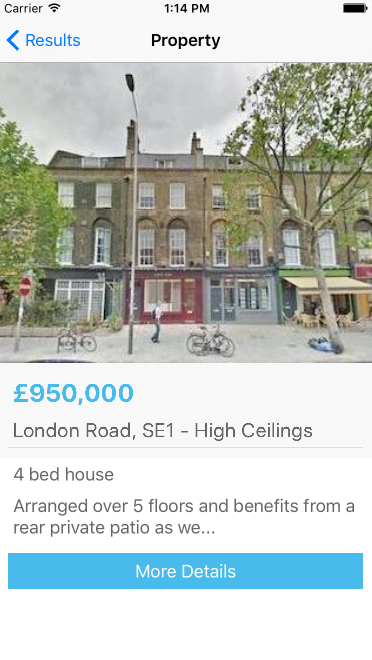 Carrier 1:14 PM
Results Property
£950,000
London Road, SE1 - High Ceilings
4 bed house
Arranged over 5 floors and benefits from a
rear private patio as we...
More Details